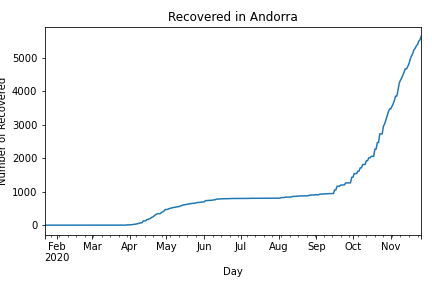 Recovered in Andorra
Number of Recovered
5000
4000
3000
2000
1000
0
Feb Mar Apr May Jun Jul Aug Sep Oct Nov
2020
Day